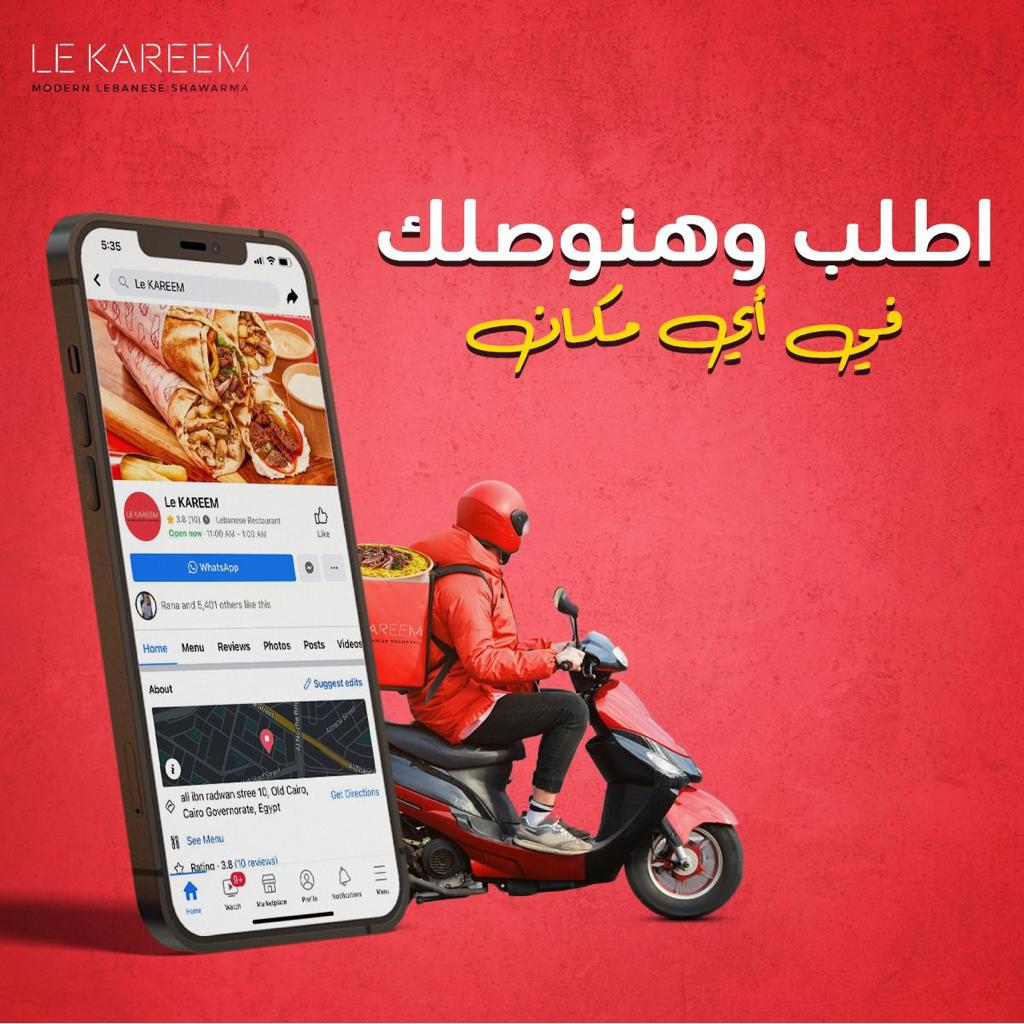 LE KAREEM
MODERN LEBANESE SHAWARMA
اطلب وهنوصلك
في أي مكان
5:35
Le KAREEM
LE KAREEM
Le KAREEM
3.8 (10) · Lebanese Restaurant
Open now · 11:00 AM - 1:00 AM
Like
WhatsApp
Rana and 5,401 others like this
Home Menu Reviews Photos Posts Videos
About
Suggest edits
ali ibn radwan stree 10, Old Cairo,
Cairo Governorate, Egypt
Get Directions
See Menu
Rating · 3.8 (10 reviews)
9+
Home Watch Marketplace Profile Notifications Menu
AREEM